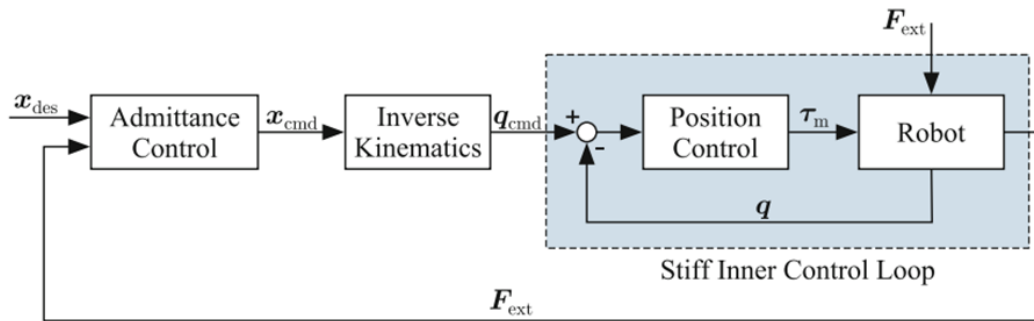 F_ext
x_des
Admittance
Control
x_cmd
Inverse
Kinematics
q_cmd
+
-
Position
Control
τ_m
Robot
q
Stiff Inner Control Loop
F_ext